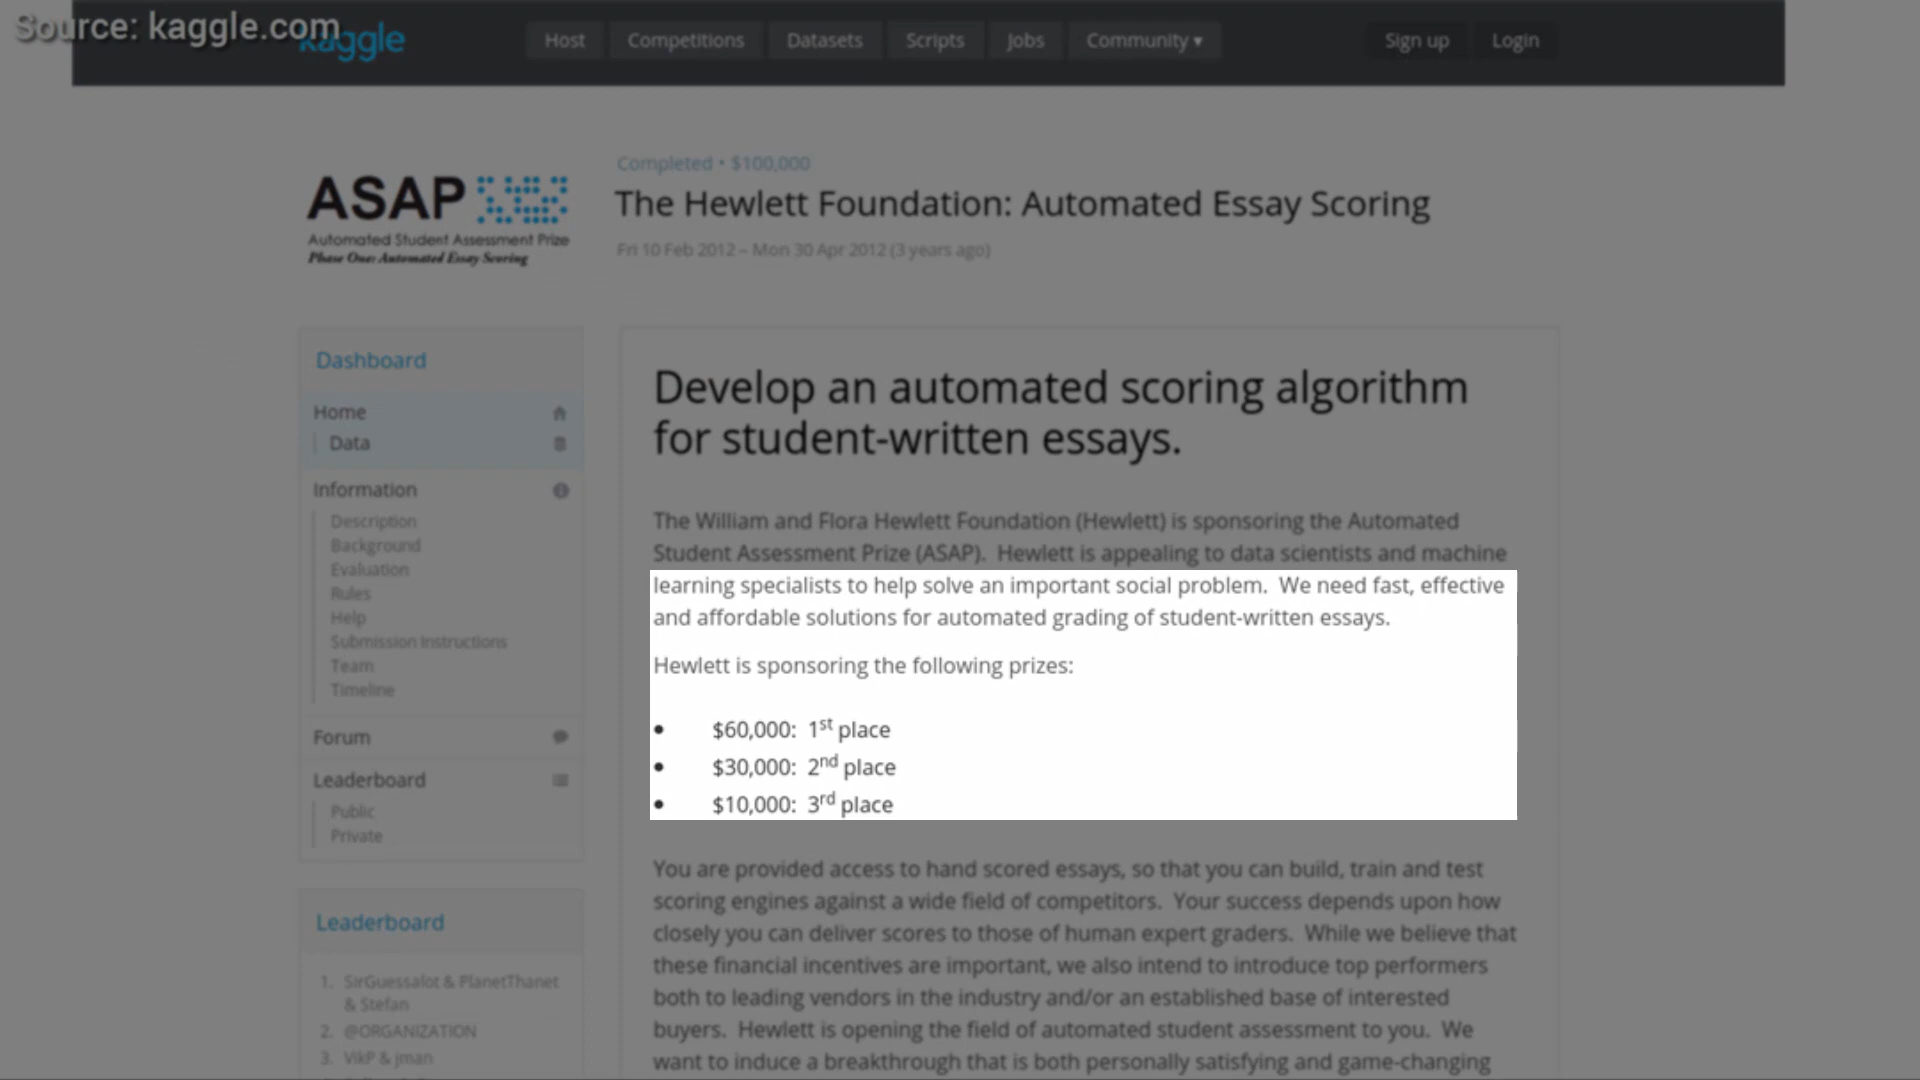 Source: kaggle.com
kaggle
Host
Competitions
Datasets
Scripts
Jobs
Community ▾
Sign up
Login
ASAP
Automated Student Assessment Prize
Phase One: Automated Essay Scoring
Completed • $100,000
The Hewlett Foundation: Automated Essay Scoring
Fri 10 Feb 2012 – Mon 30 Apr 2012 (3 years ago)
Dashboard
Home
Data
Information
Description
Background
Evaluation
Rules
Help
Submission Instructions
Team
Timeline
Forum
Leaderboard
Public
Private
Leaderboard
1. SirGuessalot & PlanetThanet
& Stefan
2. @ORGANIZATION
3. VikP & jman
Develop an automated scoring algorithm
for student-written essays.
The William and Flora Hewlett Foundation (Hewlett) is sponsoring the Automated
Student Assessment Prize (ASAP).  Hewlett is appealing to data scientists and machine
learning specialists to help solve an important social problem.  We need fast, effective
and affordable solutions for automated grading of student-written essays.
Hewlett is sponsoring the following prizes:
• $60,000:  1st place
• $30,000:  2nd place
• $10,000:  3rd place
You are provided access to hand scored essays, so that you can build, train and test
scoring engines against a wide field of competitors.  Your success depends upon how
closely you can deliver scores to those of human expert graders.  While we believe that
these financial incentives are important, we also intend to introduce top performers
both to leading vendors in the industry and/or an established base of interested
buyers.  Hewlett is opening the field of automated student assessment to you.  We
want to induce a breakthrough that is both personally satisfying and game-changing